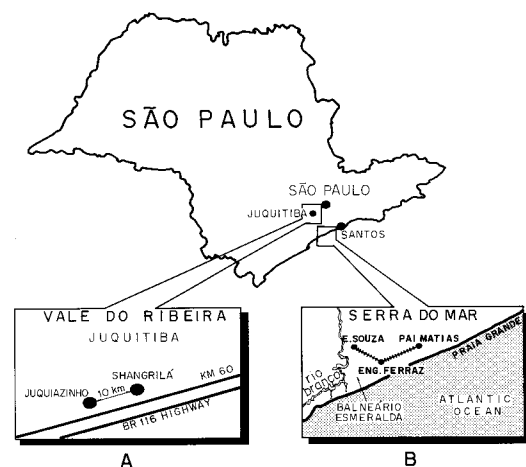 SÃO PAULO
SÃO PAULO
JUQUITIBA
SANTOS
VALE DO RIBEIRA
JUQUITIBA
SHANGRILÁ
KM 60
JUQUIAZINHO
10 km
BR 116 HIGHWAY
A
SERRA DO MAR
E.SOUZA
PAI MATIAS
PRAIA GRANDE
ENG. FERRAZ
rio
branco
BALNEÁRIO
ESMERALDA
ATLANTIC
OCEAN
B